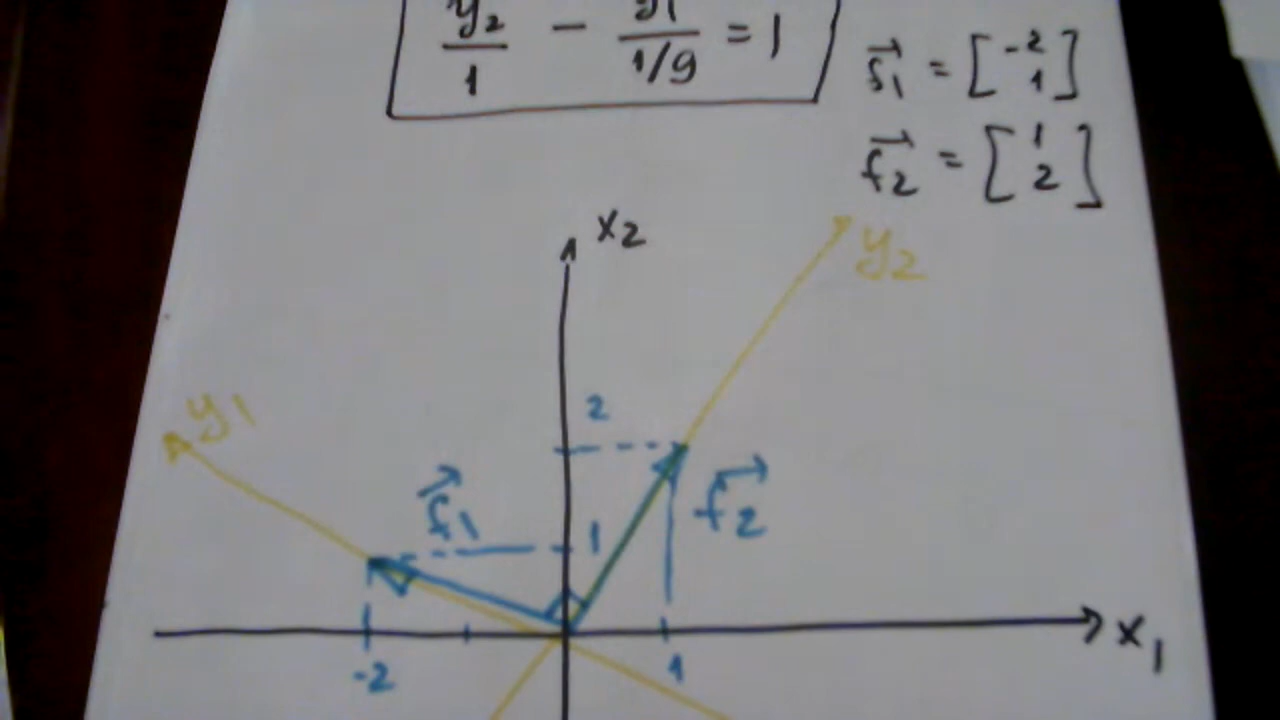 y₂/1 - y₁/1/9 = 1
f₁ = [-2 1]
f₂ = [1 2]
x₂
y₂
y₁
2
f₁
f₂
1
x₁
-2
1